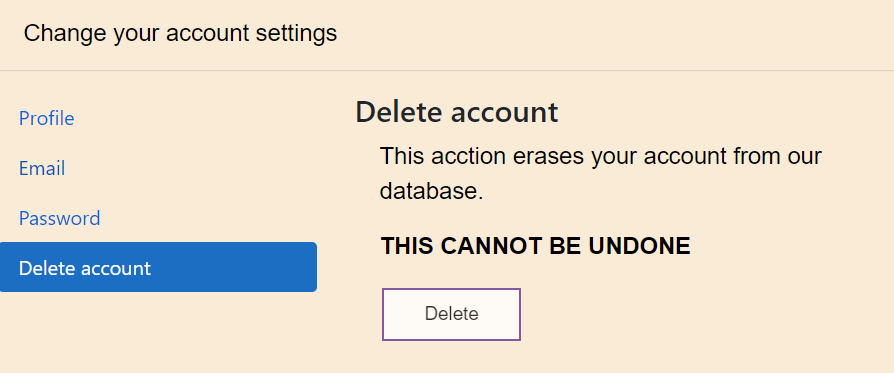 Change your account settings
Profile
Email
Password
Delete account
Delete account
This acction erases your account from our
database.
THIS CANNOT BE UNDONE
Delete